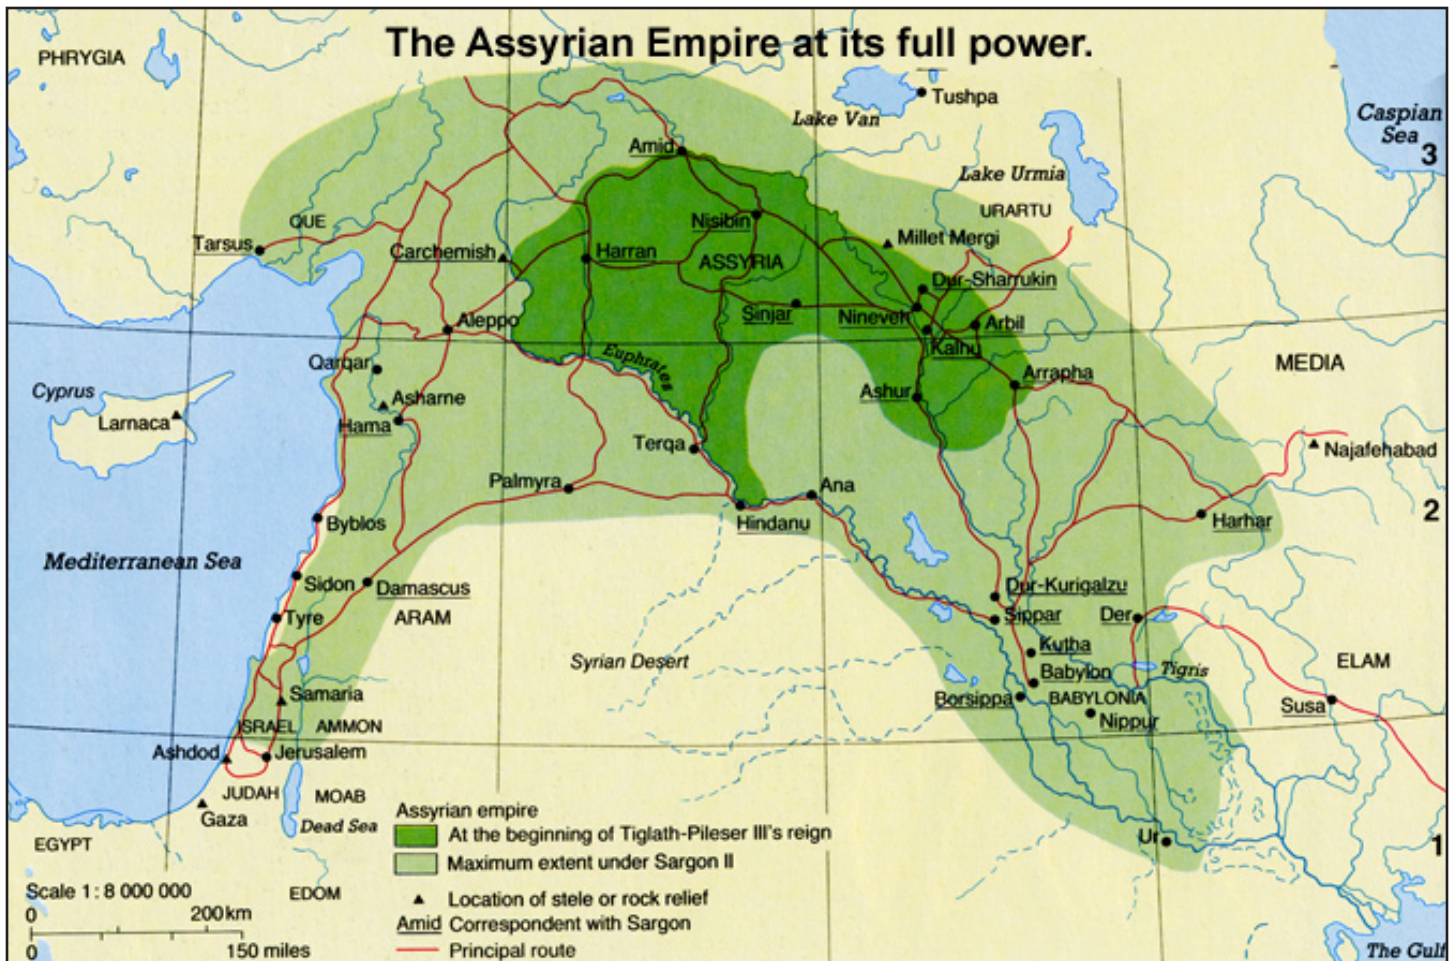 The Assyrian Empire at its full power.
PHRYGIA
Tushpa
Lake Van
Caspian
Sea
3
Amid
Lake Urmia
URARTU
QUE
Tarsus
Nisibin
Millet Mergi
Carchemish
Harran
ASSYRIA
Dur-Sharrukin
Sinjar
Nineveh
Arbil
Aleppo
Kalhu
Euphrates
Qarqar
MEDIA
Arrapha
Cyprus
Asharne
Ashur
Larnaca
Hama
Terqa
Najafehabad
Palmyra
Ana
Byblos
Hindanu
Harhar
2
Mediterranean Sea
Sidon
Damascus
Dur-Kurigalzu
Tyre
ARAM
Sippar
Der
Kutha
Syrian Desert
Babylon
Tigris
ELAM
Samaria
Borsippa
BABYLONIA
Susa
Nippur
ISRAEL
AMMON
Ashdod
Jerusalem
JUDAH
MOAB
Gaza
Dead Sea
EGYPT
Ur
1
EDOM
Assyrian empire
At the beginning of Tiglath-Pileser III's reign
Maximum extent under Sargon II
Location of stele or rock relief
Amid Correspondent with Sargon
Principal route
Scale 1 : 8 000 000
0 200km
0 150 miles
The Gulf